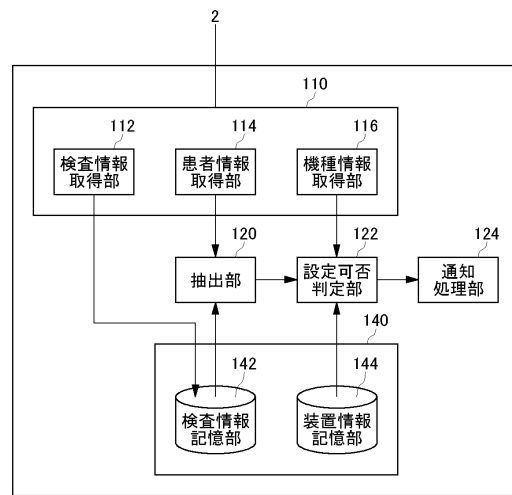 2
110
112
114
116
検査情報
取得部
患者情報
取得部
機種情報
取得部
120
122
124
抽出部
設定可否
判定部
通知
処理部
140
142
144
検査情報
記憶部
装置情報
記憶部